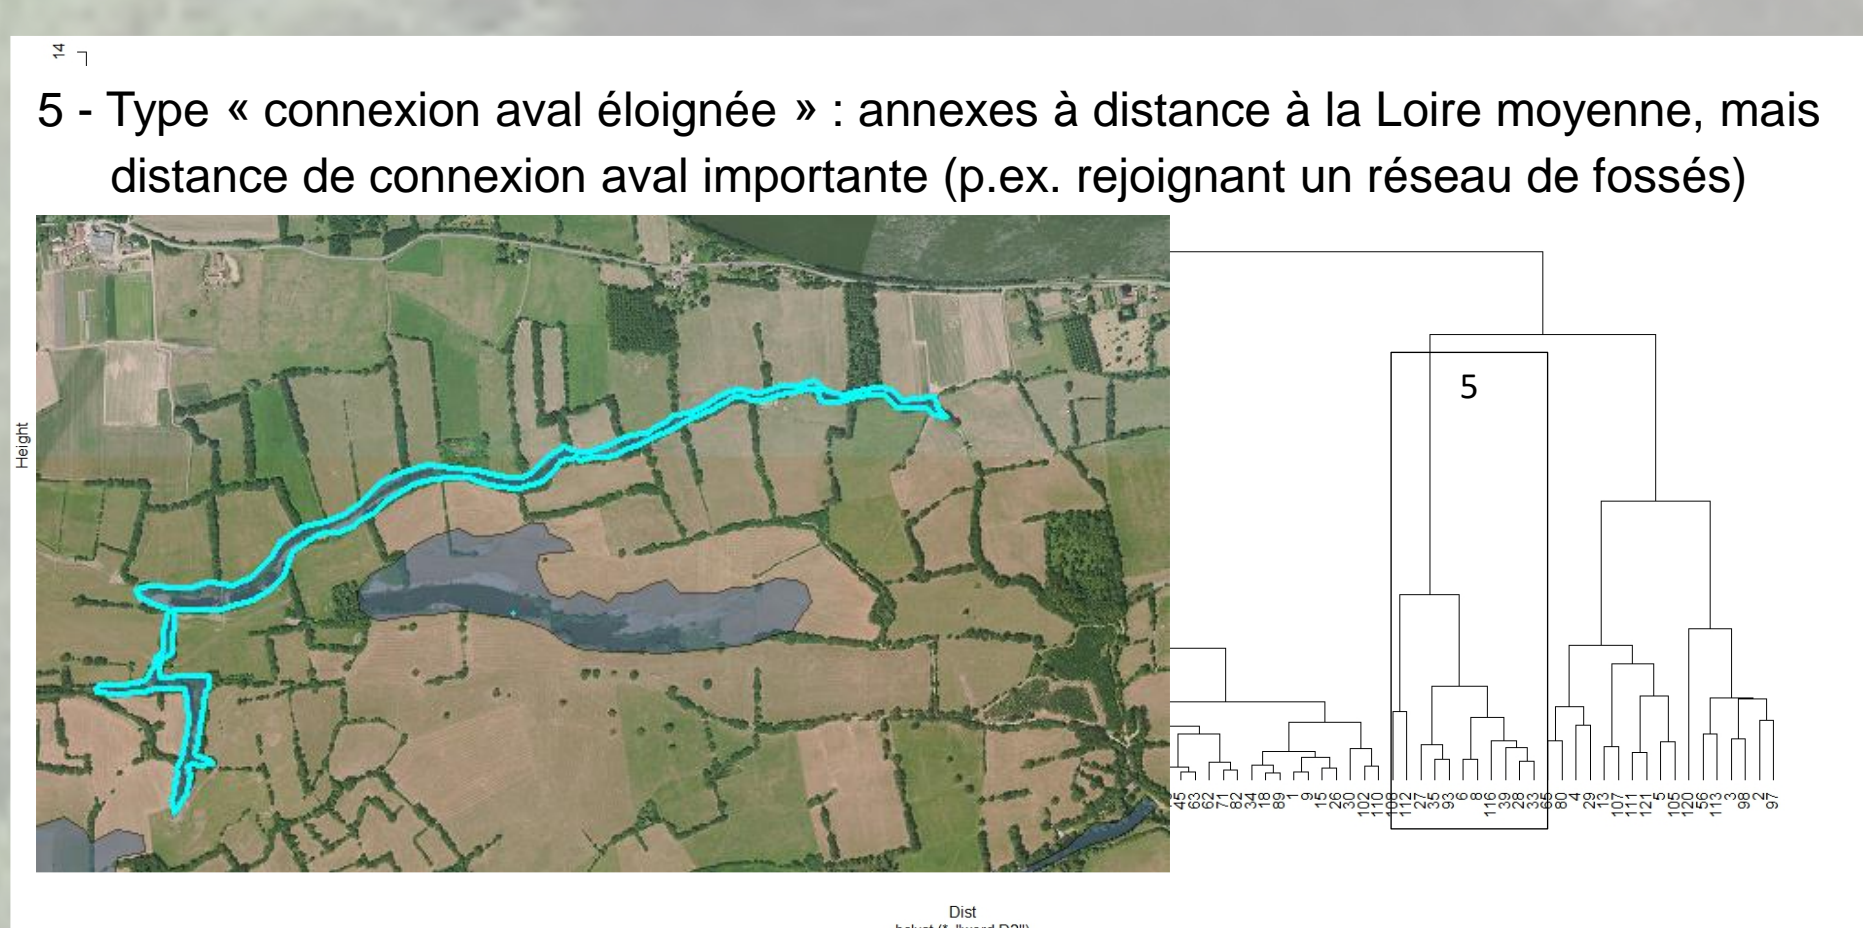 14
5 - Type « connexion aval éloignée » : annexes à distance à la Loire moyenne, mais
distance de connexion aval importante (p.ex. rejoignant un réseau de fossés)
Height
5
45 63 62 71 82 34 18 89 1 9 15 26 30 102 110 108 112 27 35 93 6 8 116 39 28 33 65 80 4 29 13 107 111 121 5 105 120 56 113 3 98 2 97
Dist